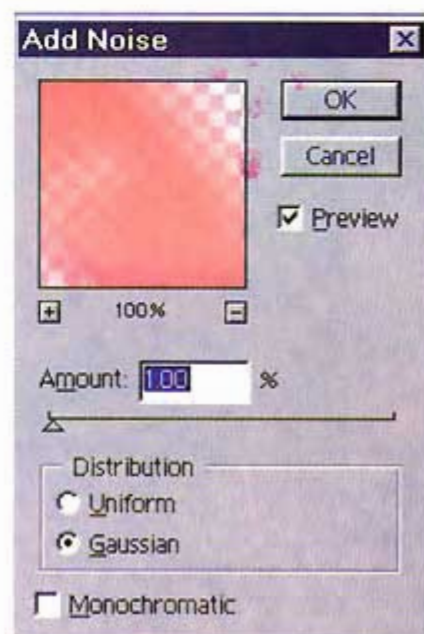 Add Noise
OK
Cancel
Preview
100%
Amount: 1.00 %
Distribution
Uniform
Gaussian
Monochromatic